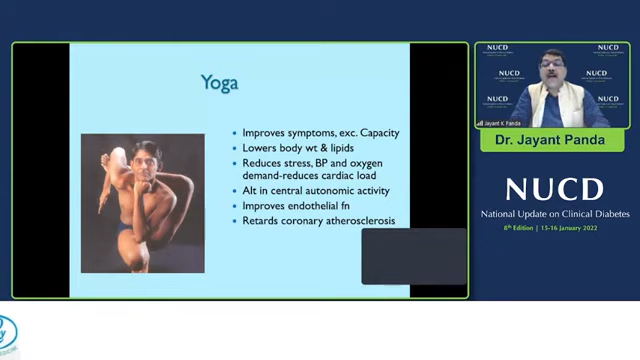 Yoga
• Improves symptoms, exc. Capacity
• Lowers body wt & lipids
• Reduces stress, BP and oxygen
demand-reduces cardiac load
• Alt in central autonomic activity
• Improves endothelial fn
• Retards coronary atherosclerosis
NUCD
NUCD
NUCD
NUCD
NUCD
NUCD
Jayant K Panda
Dr. Jayant Panda
NUCD
National Update on Clinical Diabetes
8th Edition | 15-16 January 2022